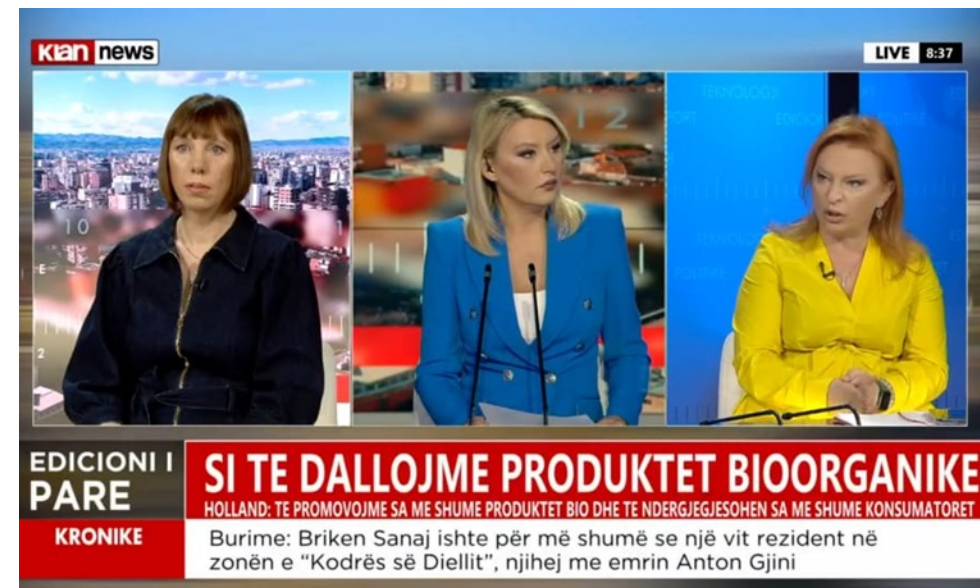 Klan news
LIVE 8:37
TEKNOLOGJI
EDICIONI I
PARE
SI TE DALLOJME PRODUKTET BIOORGANIKE
HOLLAND: TE PROMOVOJME SA ME SHUME PRODUKTET BIO DHE TE NDERGJEGJESOHEN SA ME SHUME KONSUMATORET
KRONIKE
Burime: Briken Sanaj ishte për më shumë se një vit rezident në
zonën e “Kodrës së Diellit”, njihej me emrin Anton Gjini